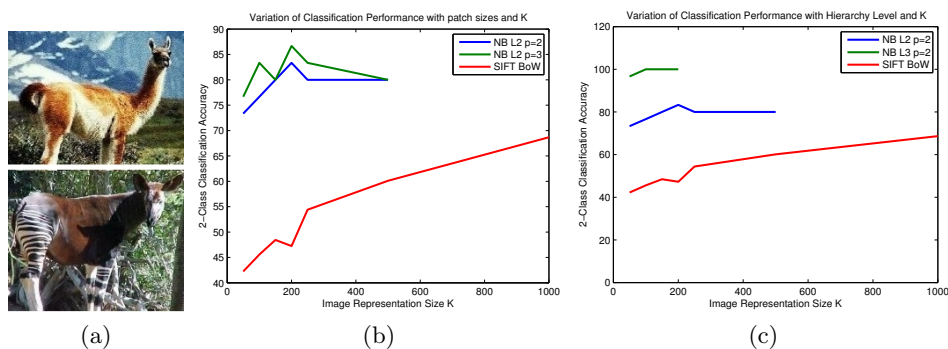 Variation of Classification Performance with patch sizes and K
90
85
80
75
70
65
60
55
50
45
40
0
200
400
600
800
1000
2-Class Classification Accuracy
Image Representation Size K
NB L2 p=2
NB L2 p=3
SIFT BoW
Variation of Classification Performance with Hierarchy Level and K
120
100
80
60
40
20
0
0
200
400
600
800
1000
2-Class Classification Accuracy
Image Representation Size K
NB L2 p=2
NB L3 p=2
SIFT BoW
(a)
(b)
(c)